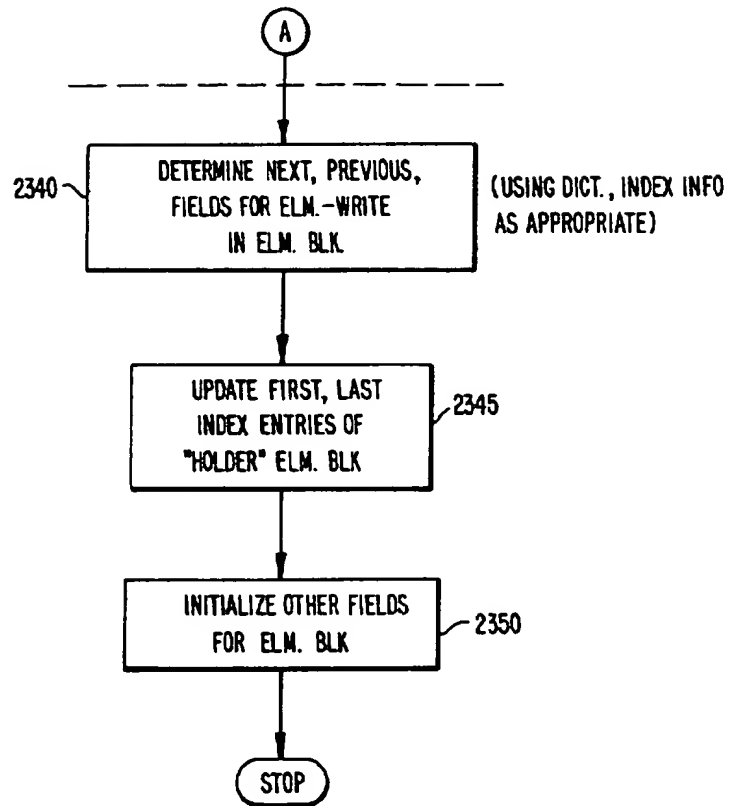 A
2340
DETERMINE NEXT, PREVIOUS,
FIELDS FOR ELM.-WRITE
IN ELM. BLK
(USING DICT., INDEX INFO
AS APPROPRIATE)
UPDATE FIRST, LAST
INDEX ENTRIES OF
"HOLDER" ELM. BLK
2345
INITIALIZE OTHER FIELDS
FOR ELM. BLK
2350
STOP